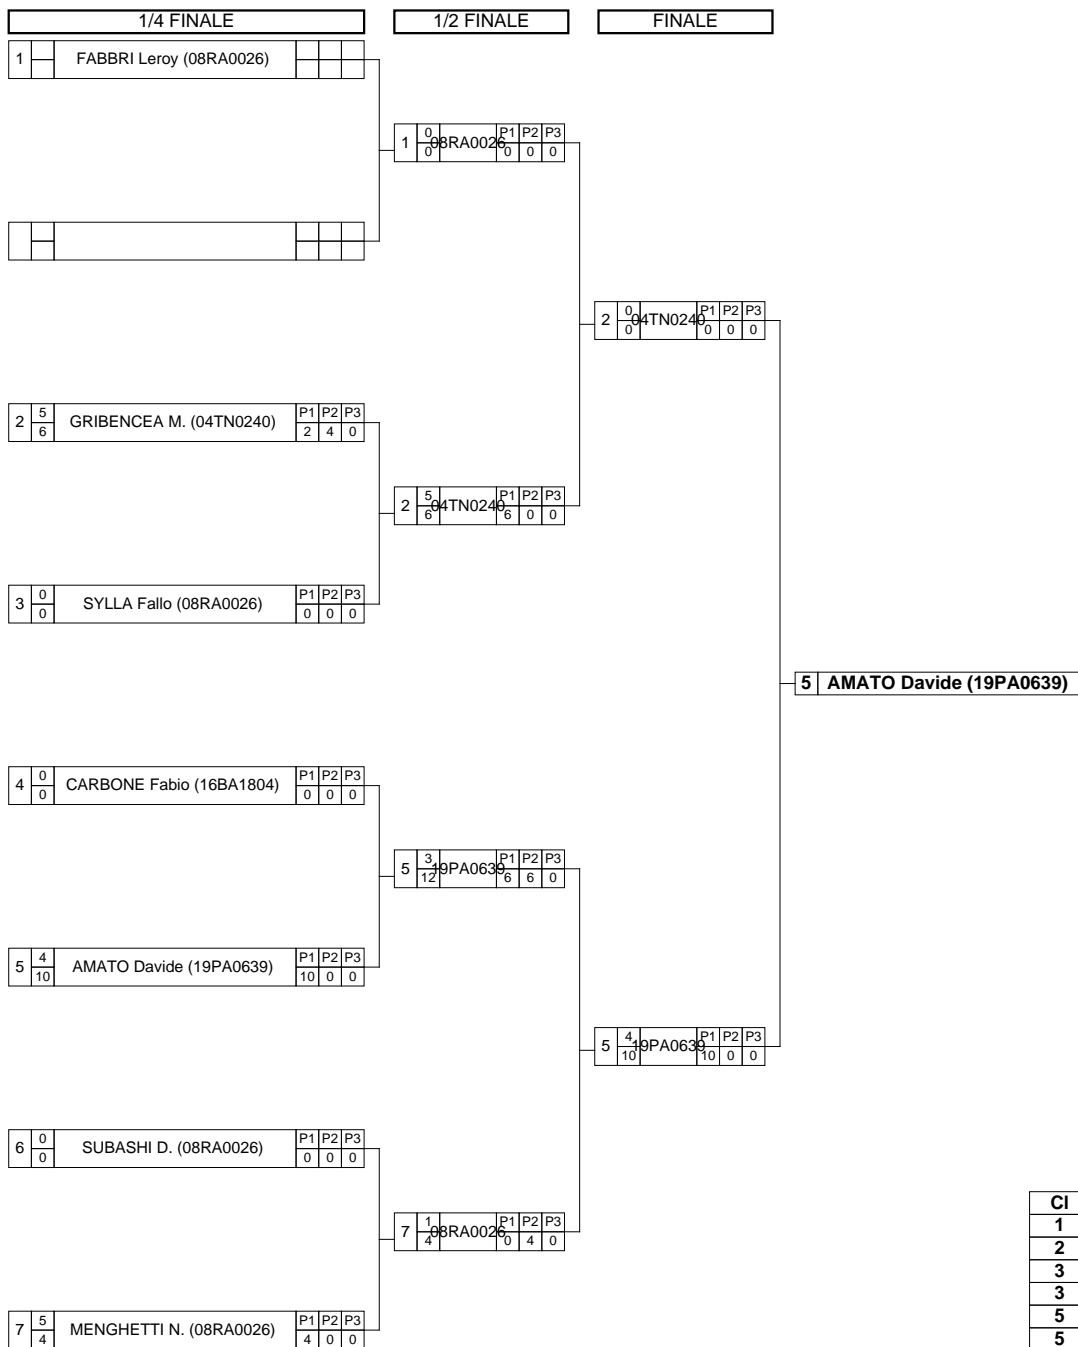 1/4 FINALE
1/2 FINALE
FINALE
1 FABBRI Leroy (08RA0026)
1 0 0 08RA0026 P1 P2 P3 0 0 0
2 0 0 04TN0240 P1 P2 P3 0 0 0
2 5 6 GRIBENCEA M. (04TN0240) P1 P2 P3 2 4 0
2 5 6 04TN0240 P1 P2 P3 6 0 0
3 0 0 SYLLA Fallo (08RA0026) P1 P2 P3 0 0 0
5 AMATO Davide (19PA0639)
4 0 0 CARBONE Fabio (16BA1804) P1 P2 P3 0 0 0
5 3 12 19PA0639 P1 P2 P3 6 6 0
5 4 10 AMATO Davide (19PA0639) P1 P2 P3 10 0 0
5 4 10 19PA0639 P1 P2 P3 10 0 0
6 0 0 SUBASHI D. (08RA0026) P1 P2 P3 0 0 0
7 1 4 08RA0026 P1 P2 P3 0 4 0
7 5 4 MENGHETTI N. (08RA0026) P1 P2 P3 4 0 0
Cl
1
2
3
3
5
5